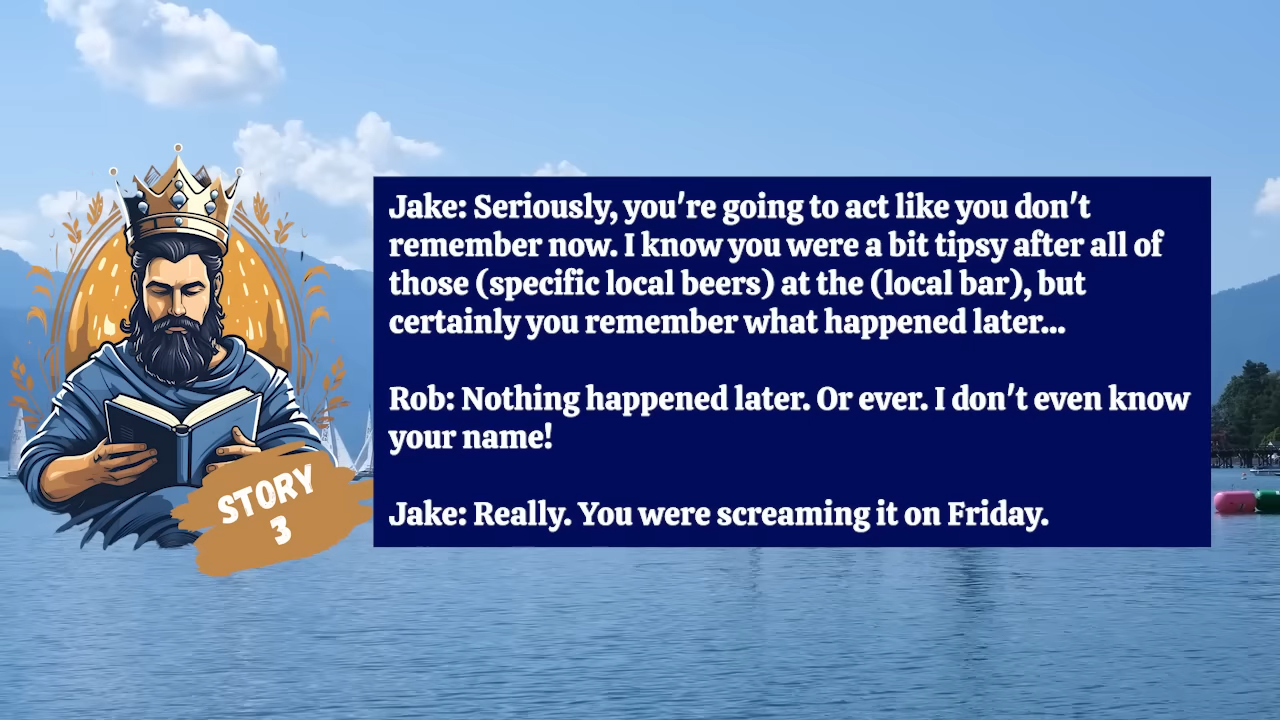 Jake: Seriously, you're going to act like you don't
remember now. I know you were a bit tipsy after all of
those (specific local beers) at the (local bar), but
certainly you remember what happened later...
Rob: Nothing happened later. Or ever. I don't even know
your name!
Jake: Really. You were screaming it on Friday.
STORY
3